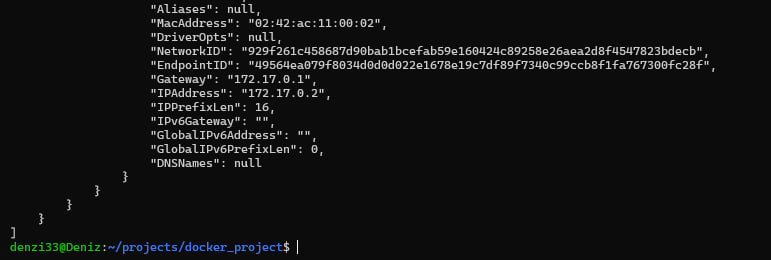 "Aliases": null,
"MacAddress": "02:42:ac:11:00:02",
"DriverOpts": null,
"NetworkID": "929f261c458687d90bab1bcefab59e160424c89258e26aea2d8f4547823bdecb",
"EndpointID": "49564ea079f8034d0d0d022e1678e19c7df89f7340c99ccb8f1fa767300fc28f",
"Gateway": "172.17.0.1",
"IPAddress": "172.17.0.2",
"IPPrefixLen": 16,
"IPv6Gateway": "",
"GlobalIPv6Address": "",
"GlobalIPv6PrefixLen": 0,
"DNSNames": null
}
}
}
}
]
denzi33@Deniz:~/projects/docker_project$